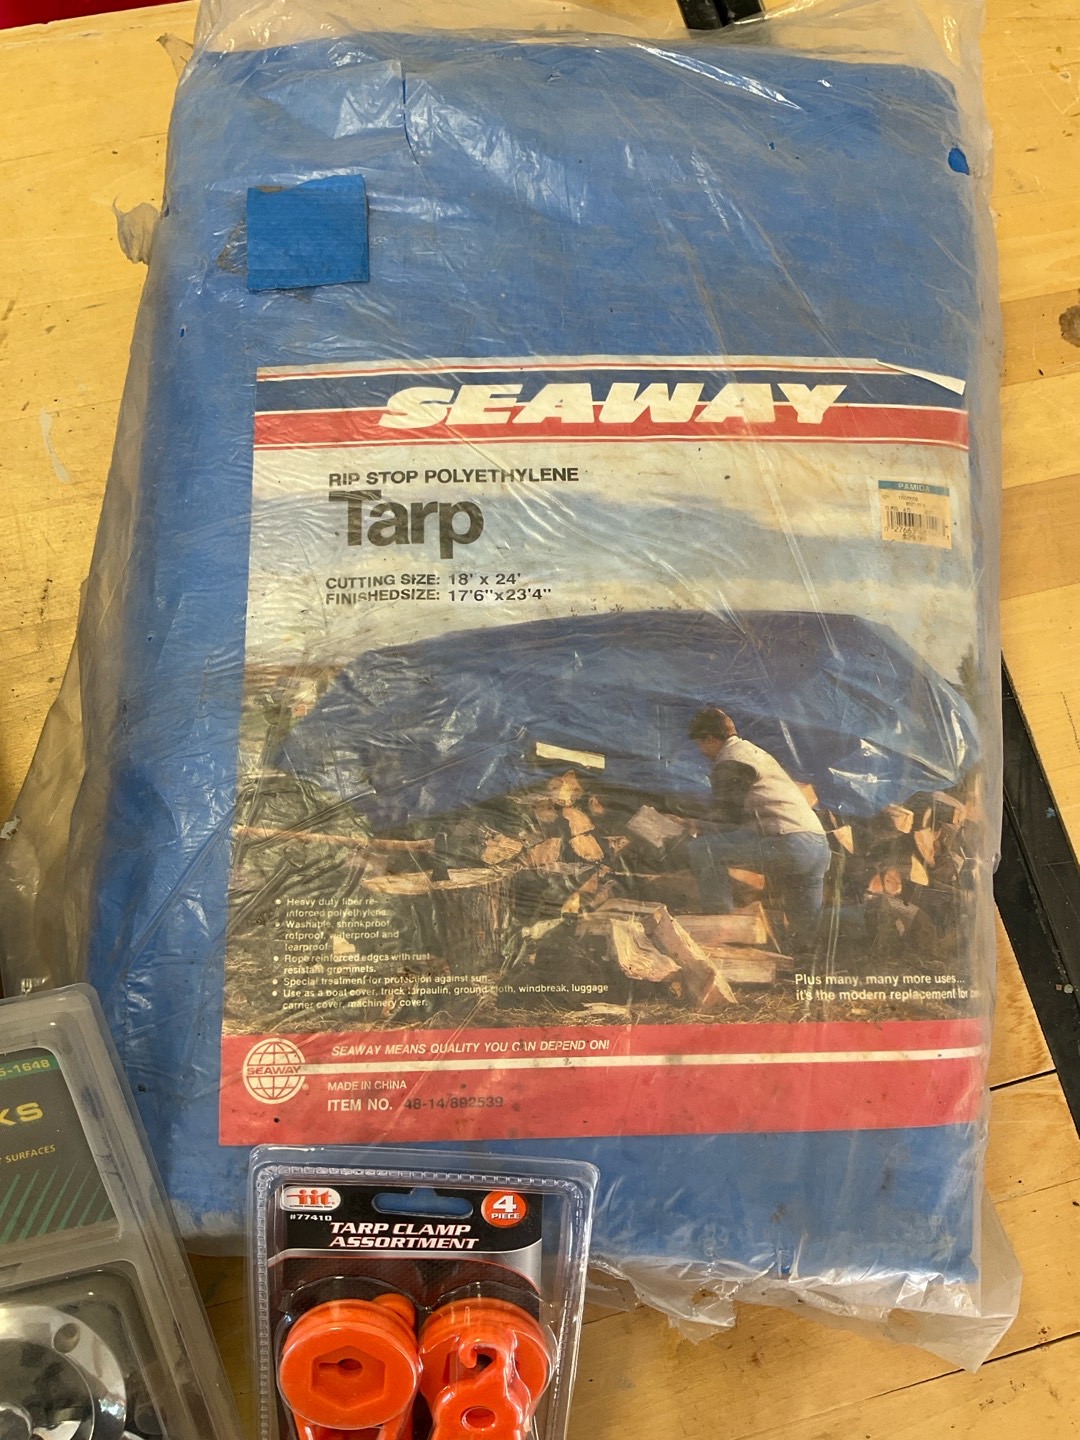 SEAWAY
RIP STOP POLYETHYLENE
Tarp
PAMIDA
CUTTING SIZE: 18' x 24'
FINISHEDSIZE: 17'6"x23'4"
• Heavy duty fiber re-
inforced polyethylene.
• Washable, shrinkproof,
rotproof, waterproof and
tearproof.
• Rope reinforced edges with rust
resistant grommets.
• Special treatment for protection against sun.
• Use as a boat cover, truck tarpaulin, ground cloth, windbreak, luggage
carrier cover, machinery cover.
Plus many, many more uses...
it's the modern replacement for
SEAWAY MEANS QUALITY YOU CAN DEPEND ON!
SEAWAY
MADE IN CHINA
ITEM NO. 48-14/892539
5-1648
KS
SURFACES
iit
#77410
4
PIECE
TARP CLAMP
ASSORTMENT